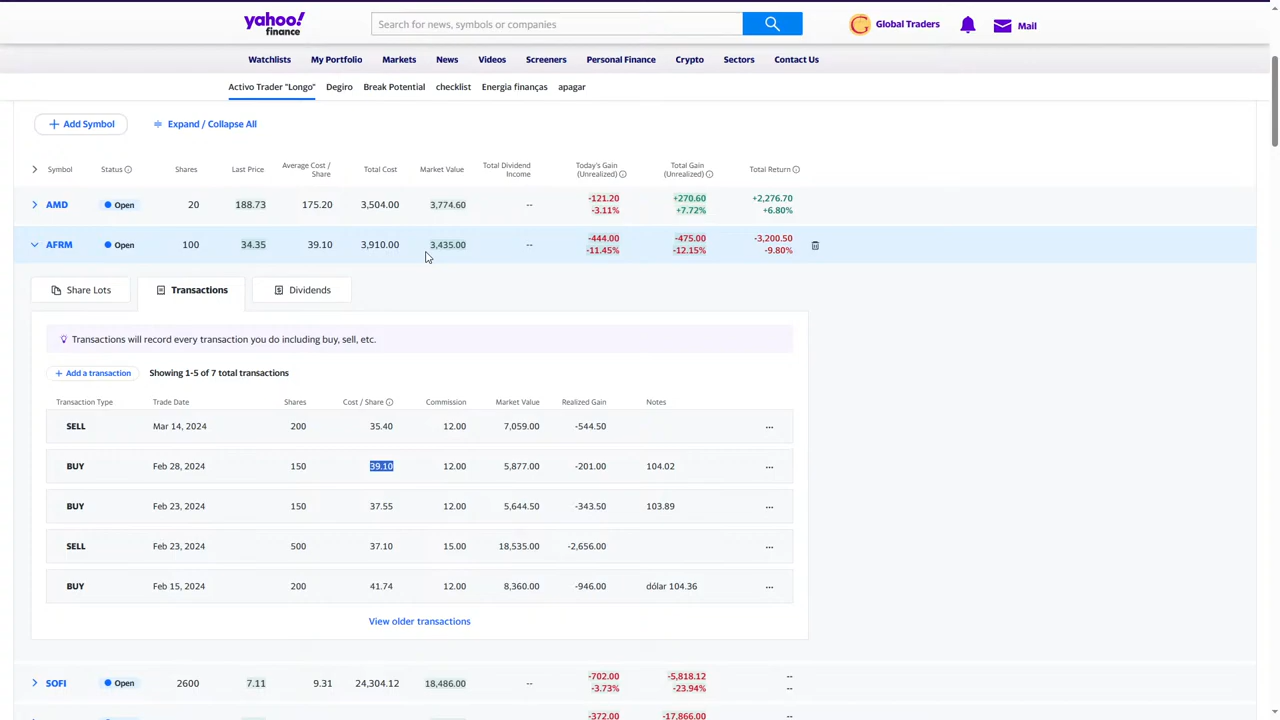 yahoo!
finance
Search for news, symbols or companies
Global Traders
Mail
Watchlists My Portfolio Markets News Videos Screeners Personal Finance Crypto Sectors Contact Us
Activo Trader "Longo" Degiro Break Potential checklist Energia finanças apagar
+ Add Symbol Expand / Collapse All
Symbol Status Shares Last Price Average Cost / Share Total Cost Market Value Total Dividend Income Today's Gain (Unrealized) Total Gain (Unrealized) Total Return
AMD Open 20 188.73 175.20 3,504.00 3,774.60 -- -121.20 +270.60 +2,276.70
-3.11% +7.72% +6.80%
AFRM Open 100 34.35 39.10 3,910.00 3,435.00 -- -444.00 -475.00 -3,200.50
-11.45% -12.15% -9.80%
Share Lots Transactions Dividends
Transactions will record every transaction you do including buy, sell, etc.
+ Add a transaction Showing 1-5 of 7 total transactions
Transaction Type Trade Date Shares Cost / Share Commission Market Value Realized Gain Notes
SELL Mar 14, 2024 200 35.40 12.00 7,059.00 -544.50 ...
BUY Feb 28, 2024 150 39.10 12.00 5,877.00 -201.00 104.02 ...
BUY Feb 23, 2024 150 37.55 12.00 5,644.50 -343.50 103.89 ...
SELL Feb 23, 2024 500 37.10 15.00 18,535.00 -2,656.00 ...
BUY Feb 15, 2024 200 41.74 12.00 8,360.00 -946.00 dólar 104.36 ...
View older transactions
SOFI Open 2600 7.11 9.31 24,304.12 18,486.00 -- -702.00 -5,818.12 --
-3.73% -23.94% --
-372.00 -17,866.00 --